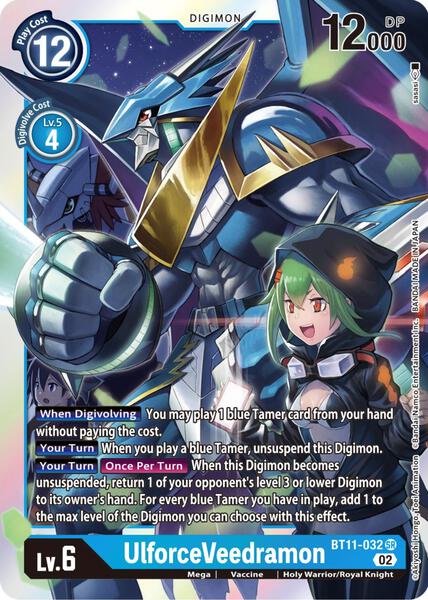 Play Cost
12
DIGIMON
DP
12000
sasasi
Digivolve Cost
Lv.5
4
When Digivolving You may play 1 blue Tamer card from your hand
without paying the cost.
Your Turn When you play a blue Tamer, unsuspend this Digimon.
Your Turn Once Per Turn When this Digimon becomes
unsuspended, return 1 of your opponent's level 3 or lower Digimon
to its owner's hand. For every blue Tamer you have in play, add 1 to
the max level of the Digimon you can choose with this effect.
Lv.6
UlforceVeedramon
BT11-032 SR
02
Mega | Vaccine | Holy Warrior/Royal Knight
©Akiyoshi Hongo, Toei Animation ©Bandai Namco Entertainment Inc. BANDAI MADE IN JAPAN